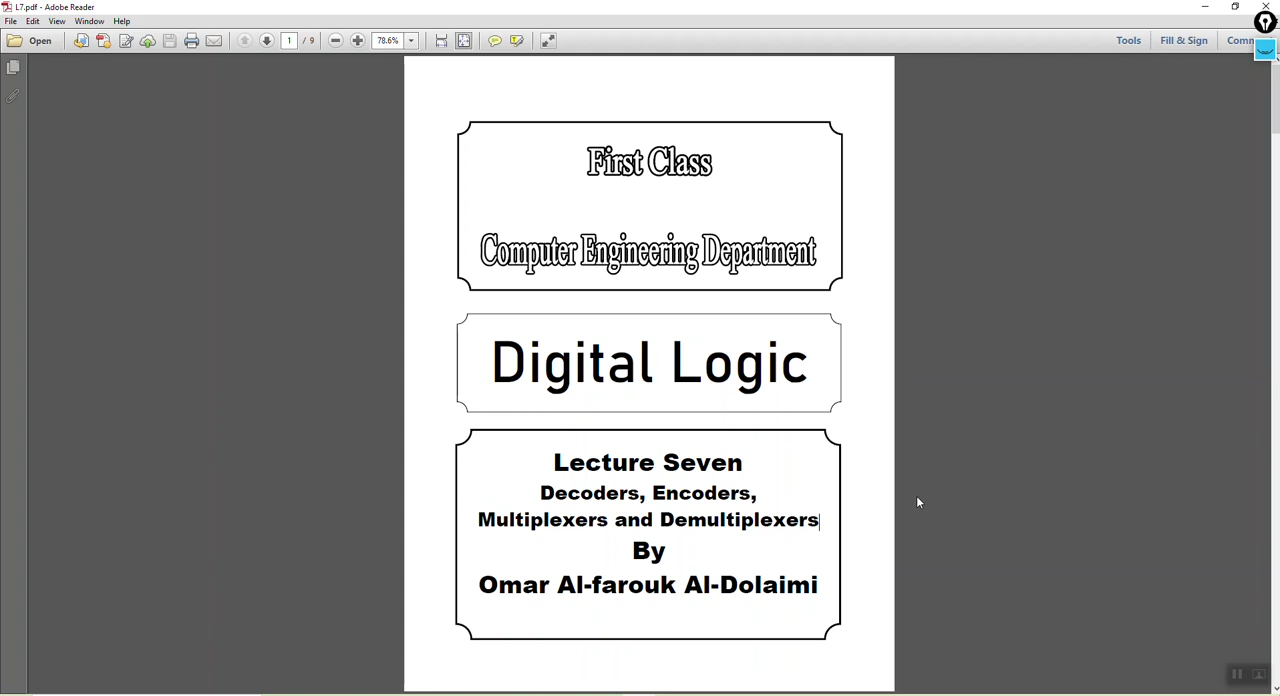 L7.pdf - Adobe Reader
File Edit View Window Help
Open 1 / 9 78.6% Tools Fill & Sign
First Class
Computer Engineering Department
Digital Logic
Lecture Seven
Decoders, Encoders,
Multiplexers and Demultiplexers
By
Omar Al-farouk Al-Dolaimi